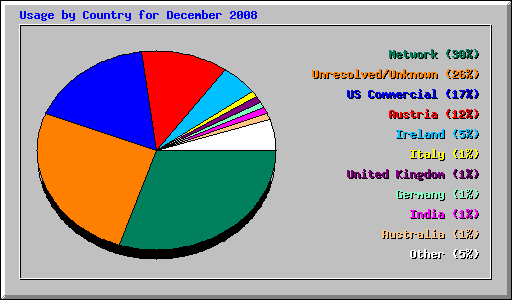 Usage by Country for December 2008
Network (30%)
Unresolved/Unknown (26%)
US Commercial (17%)
Austria (12%)
Ireland (5%)
Italy (1%)
United Kingdom (1%)
Germany (1%)
India (1%)
Australia (1%)
Other (5%)